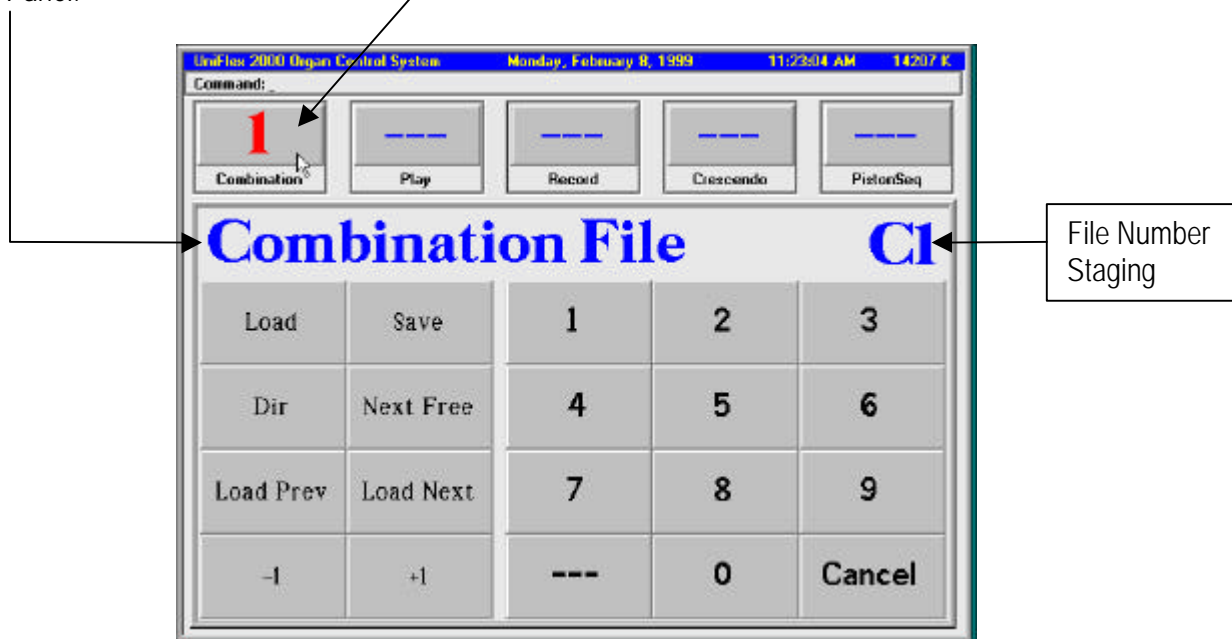 UniFlex 2000 Organ Control System Monday, February 8, 1999 11:23:04 AM 14207 K
Command:_
1 --- --- --- ---
Combination Play Record Crescendo PistonSeq
Combination File C1
File Number
Staging
Load Save 1 2 3
Dir Next Free 4 5 6
Load Prev Load Next 7 8 9
-1 +1 --- 0 Cancel